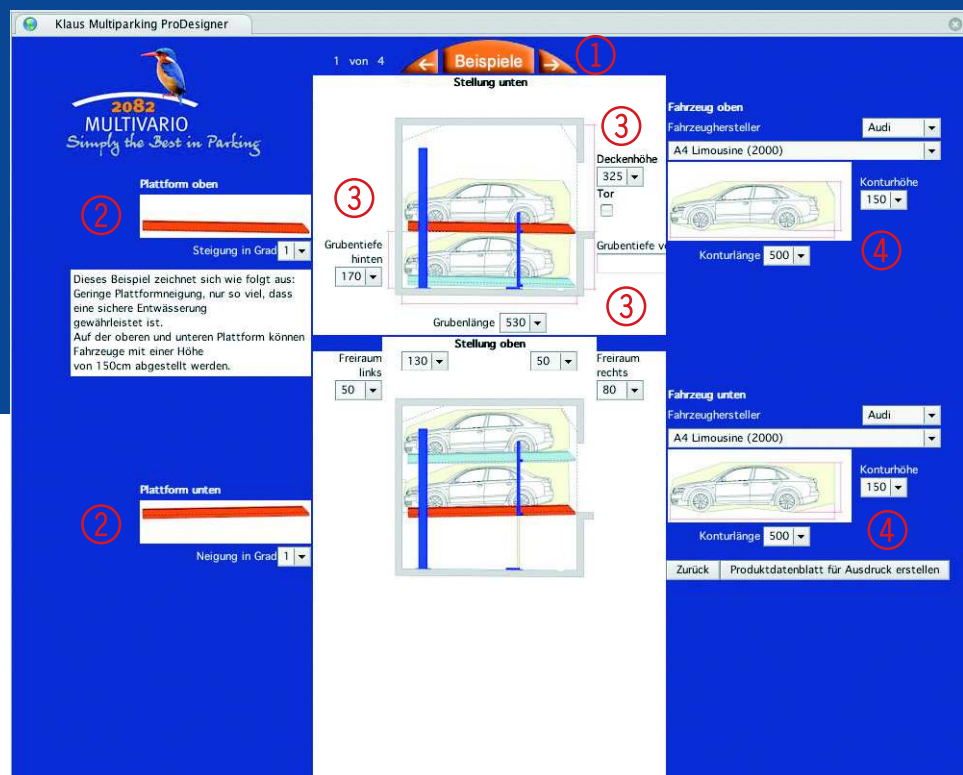 Klaus Multiparking ProDesigner
1 von 4
Beispiele
①
2082
MULTIVARIO
Simply the Best in Parking
Plattform oben
②
Steigung in Grad 1
Dieses Beispiel zeichnet sich wie folgt aus:
Geringe Plattformneigung, nur so viel, dass
eine sichere Entwässerung
gewährleistet ist.
Auf der oberen und unteren Plattform können
Fahrzeuge mit einer Höhe
von 150cm abgestellt werden.
Plattform unten
②
Neigung in Grad 1
Stellung unten
③
Deckenhöhe
325
Tor
③
Grubentiefe
hinten
170
Grubentiefe
③
Grubenlänge 530
Stellung oben
Freiraum
links
50
130
50
Freiraum
rechts
80
Fahrzeug oben
Fahrzeughersteller Audi
A4 Limousine (2000)
Konturhöhe
150
Konturlänge 500
④
Fahrzeug unten
Fahrzeughersteller Audi
A4 Limousine (2000)
Konturhöhe
150
Konturlänge 500
④
Zurück Produktdatenblatt für Ausdruck erstellen